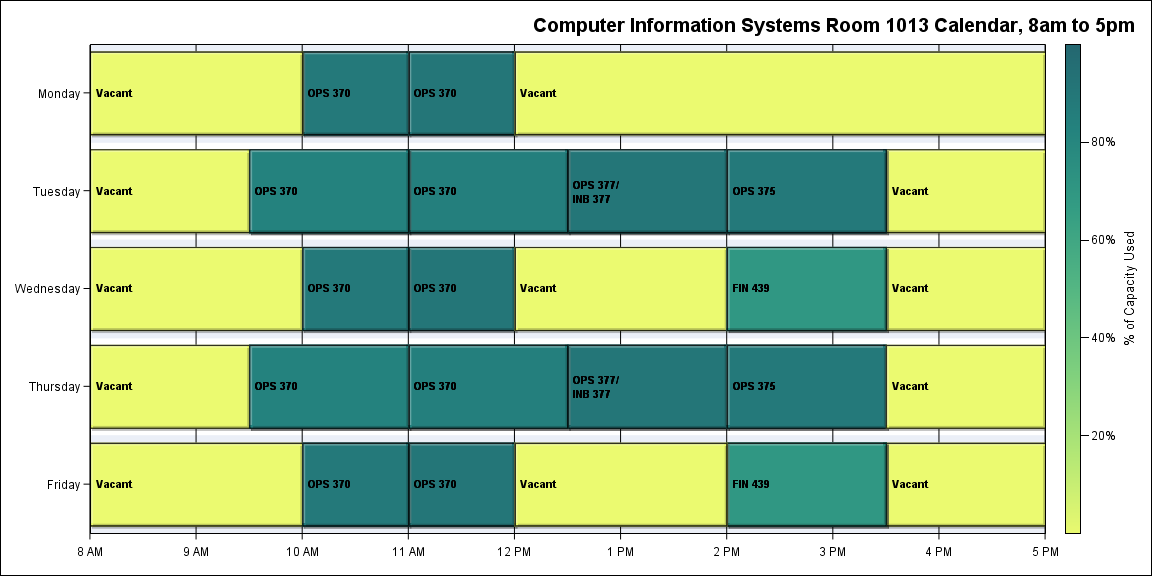 Computer Information Systems Room 1013 Calendar, 8am to 5pm
Monday
Vacant
OPS 370
OPS 370
Vacant
Tuesday
Vacant
OPS 370
OPS 370
OPS 377/
INB 377
OPS 375
Vacant
Wednesday
Vacant
OPS 370
OPS 370
Vacant
FIN 439
Vacant
Thursday
Vacant
OPS 370
OPS 370
OPS 377/
INB 377
OPS 375
Vacant
Friday
Vacant
OPS 370
OPS 370
Vacant
FIN 439
Vacant
8 AM
9 AM
10 AM
11 AM
12 PM
1 PM
2 PM
3 PM
4 PM
5 PM
80%
60%
40%
20%
% of Capacity Used